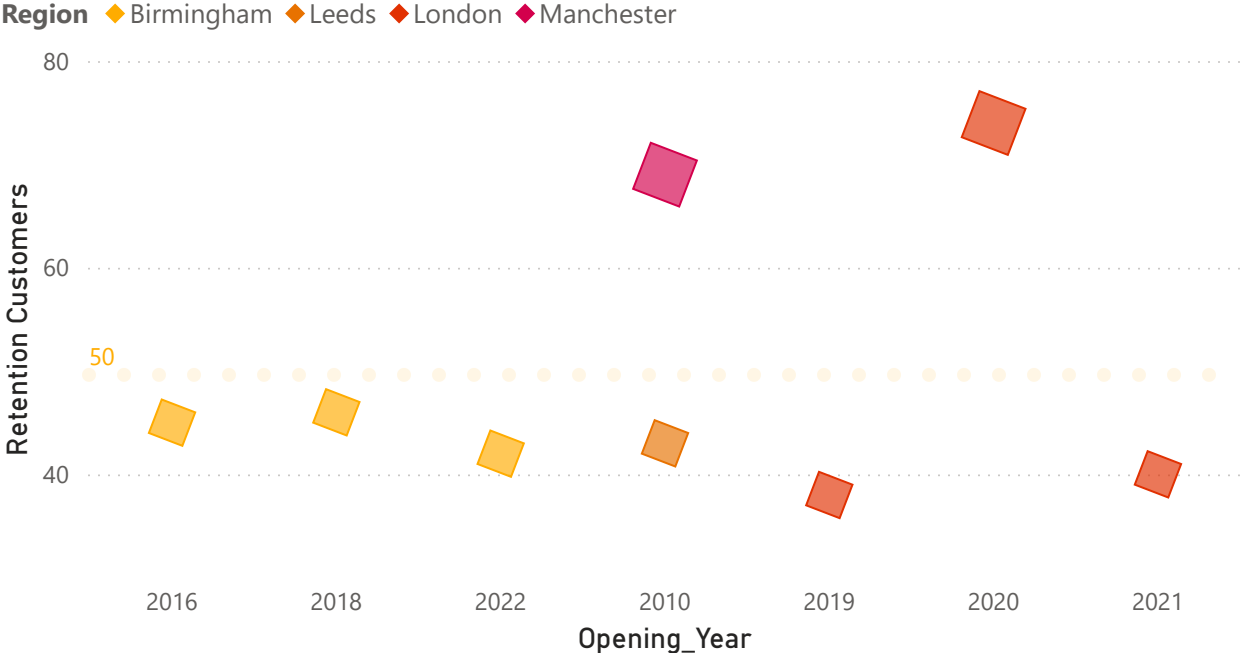 Region Birmingham Leeds London Manchester
80
60
50
40
Retention Customers
2016 2018 2022 2010 2019 2020 2021
Opening_Year